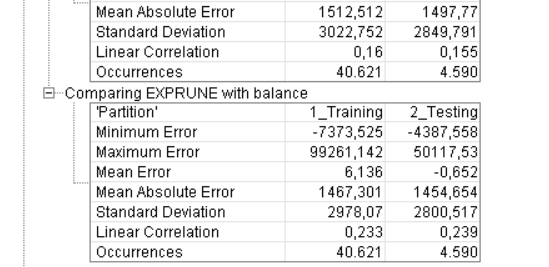 Mean Absolute Error 1512,512 1497,77
Standard Deviation 3022,752 2849,791
Linear Correlation 0,16 0,155
Occurrences 40.621 4.590
Comparing EXPRUNE with balance
'Partition' 1_Training 2_Testing
Minimum Error -7373,525 -4387,558
Maximum Error 99261,142 50117,53
Mean Error 6,136 -0,652
Mean Absolute Error 1467,301 1454,654
Standard Deviation 2978,07 2800,517
Linear Correlation 0,233 0,239
Occurrences 40.621 4.590